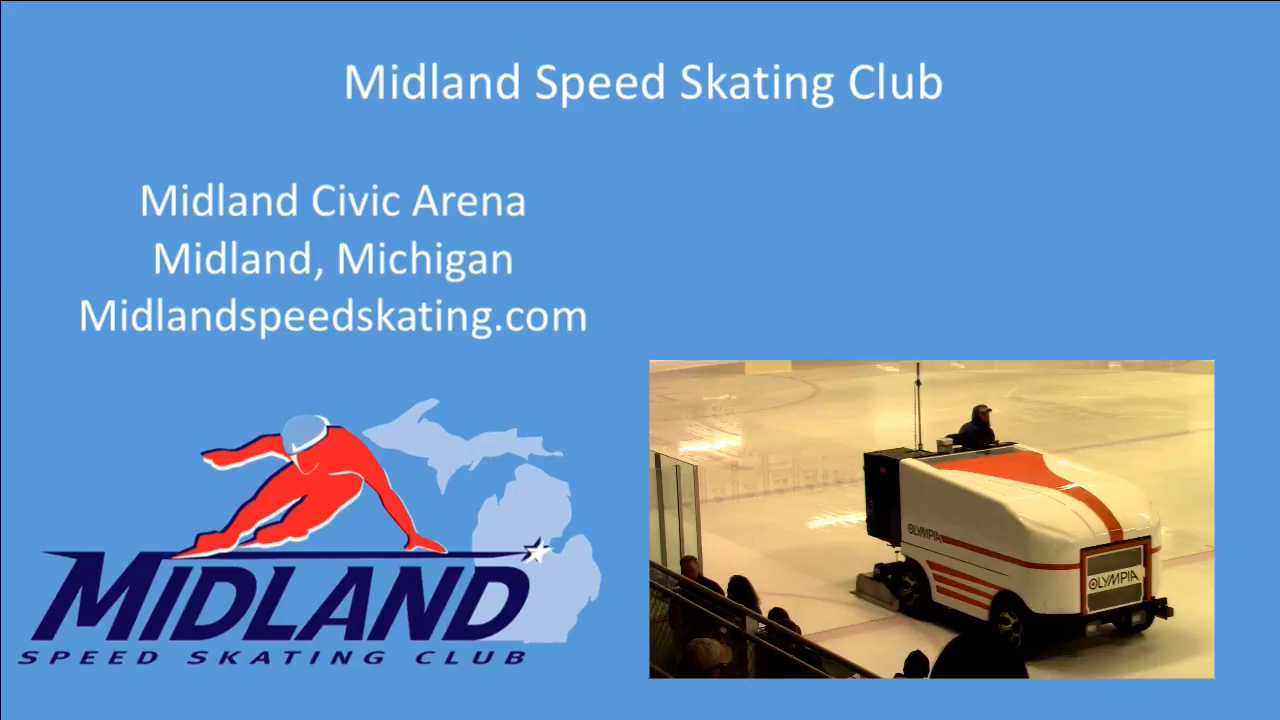 Midland Speed Skating Club
Midland Civic Arena
Midland, Michigan
Midlandspeedskating.com
MIDLAND
SPEED SKATING CLUB
OLYMPIA
OLYMPIA